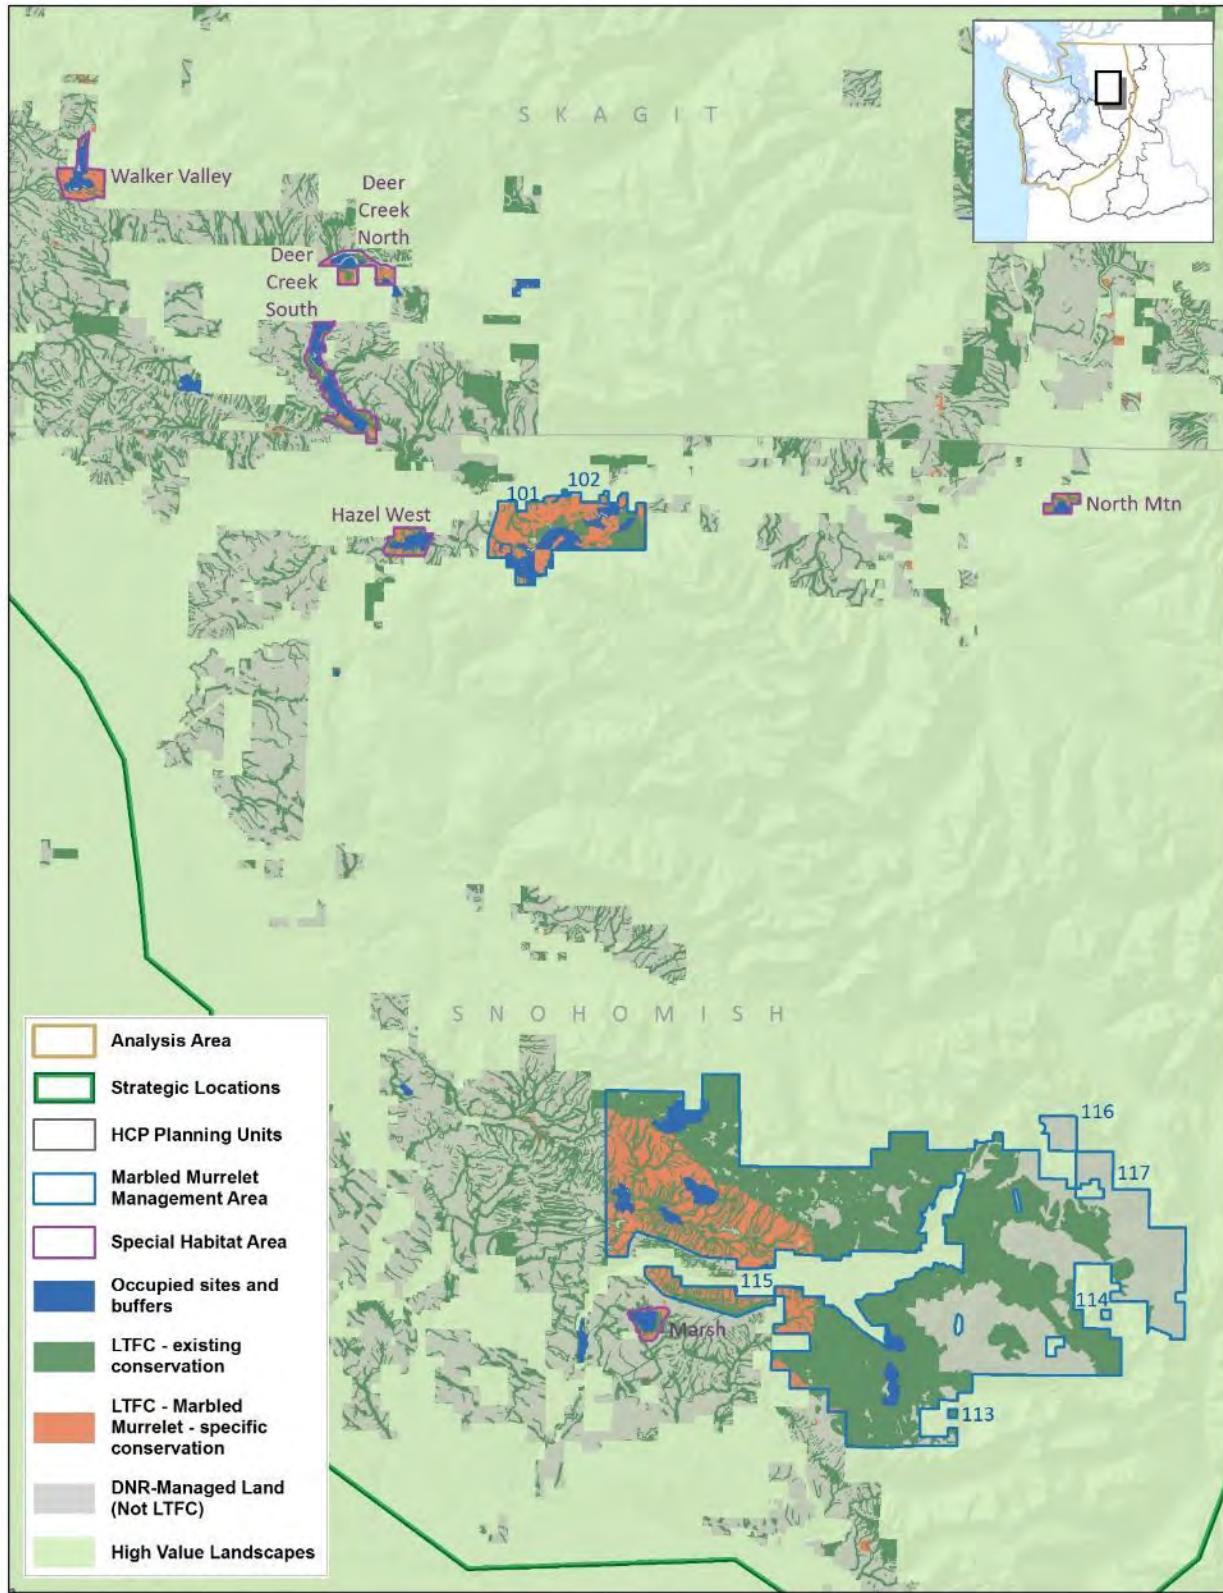 SKAGIT
Walker Valley
Deer
Creek
North
Deer
Creek
South
101
102
Hazel West
North Mtn
SNOHOMISH
116
117
115
114
Marsh
113
Analysis Area
Strategic Locations
HCP Planning Units
Marbled Murrelet
Management Area
Special Habitat Area
Occupied sites and
buffers
LTFC - existing
conservation
LTFC - Marbled
Murrelet - specific
conservation
DNR-Managed Land
(Not LTFC)
High Value Landscapes